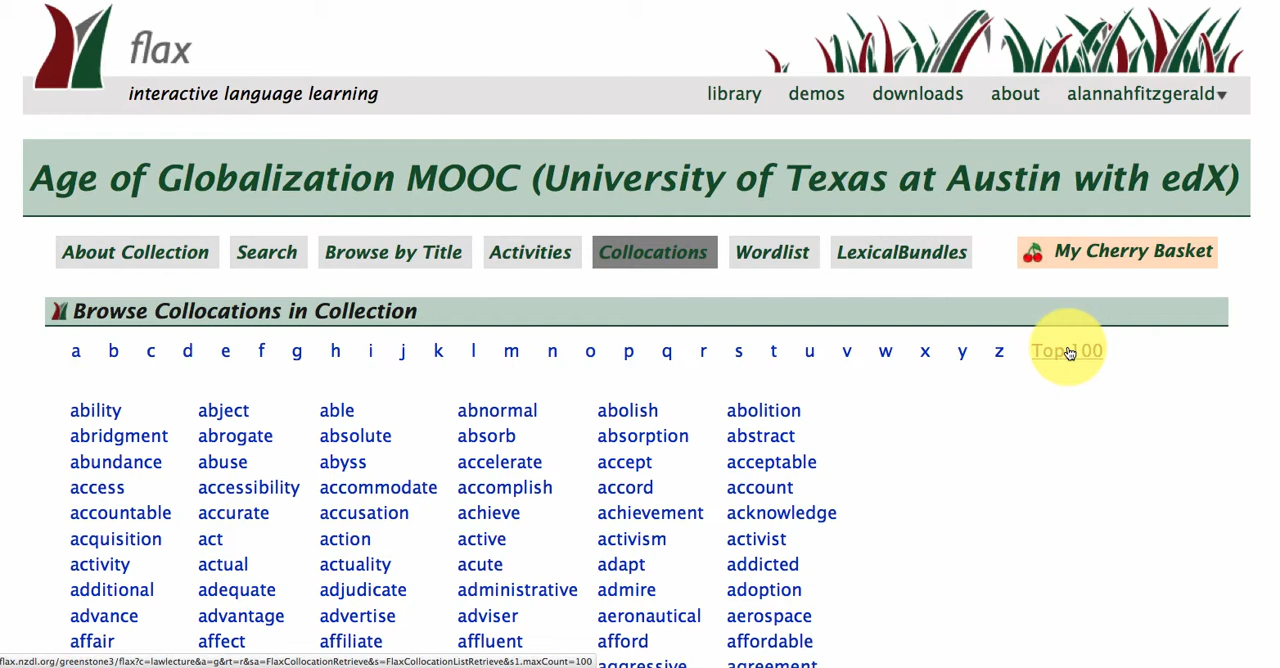 flax
interactive language learning
library demos downloads about alannahfitzgerald▼
Age of Globalization MOOC (University of Texas at Austin with edX)
About Collection Search Browse by Title Activities Collocations Wordlist LexicalBundles My Cherry Basket
Browse Collocations in Collection
a b c d e f g h i j k l m n o p q r s t u v w x y z Top 100
ability abject able abnormal abolish abolition
abridgment abrogate absolute absorb absorption abstract
abundance abuse abyss accelerate accept acceptable
access accessibility accommodate accomplish accord account
accountable accurate accusation achieve achievement acknowledge
acquisition act action active activism activist
activity actual actuality acute adapt addicted
additional adequate adjudicate administrative admire adoption
advance advantage advertise adviser aeronautical aerospace
affair affect affiliate affluent afford affordable
aggressive agreement
flax.nzdl.org/greenstone3/flax?c=lawlecture&a=g&rt=r&sa=FlaxCollocationRetrieve&s=FlaxCollocationListRetrieve&s1.maxCount=100